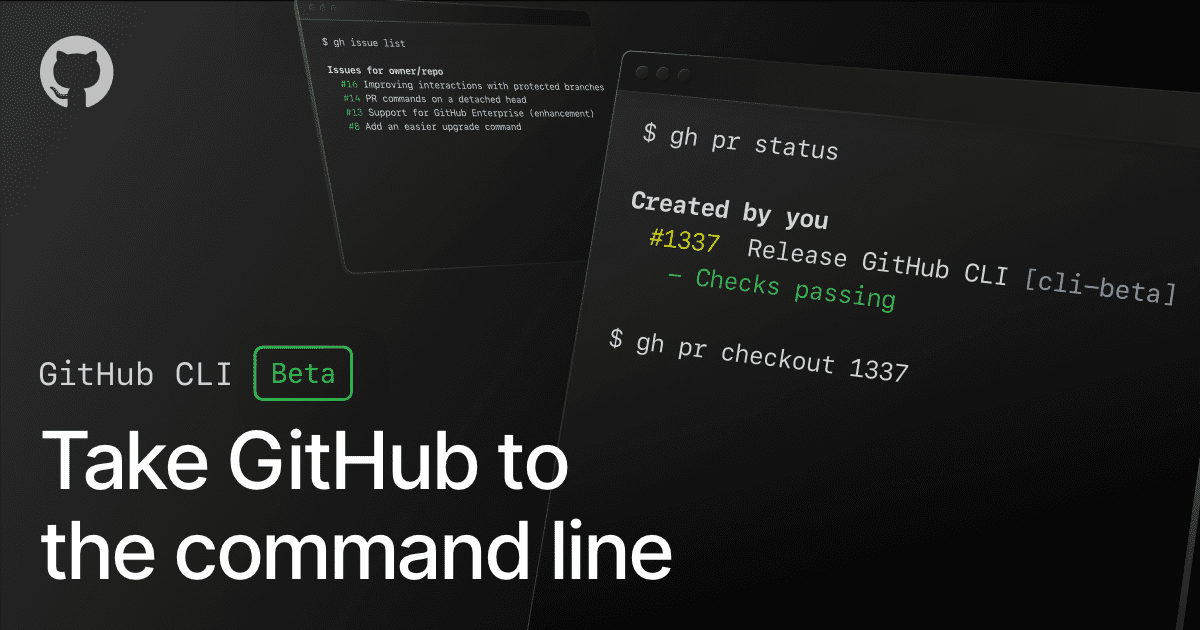 $ gh issue list
Issues for owner/repo
#16 Improving interactions with protected branches
#14 PR commands on a detached head
#13 Support for GitHub Enterprise (enhancement)
#8 Add an easier upgrade command
$ gh pr status
Created by you
#1337 Release GitHub CLI [cli-beta]
- Checks passing
$ gh pr checkout 1337
GitHub CLI Beta
Take GitHub to
the command line